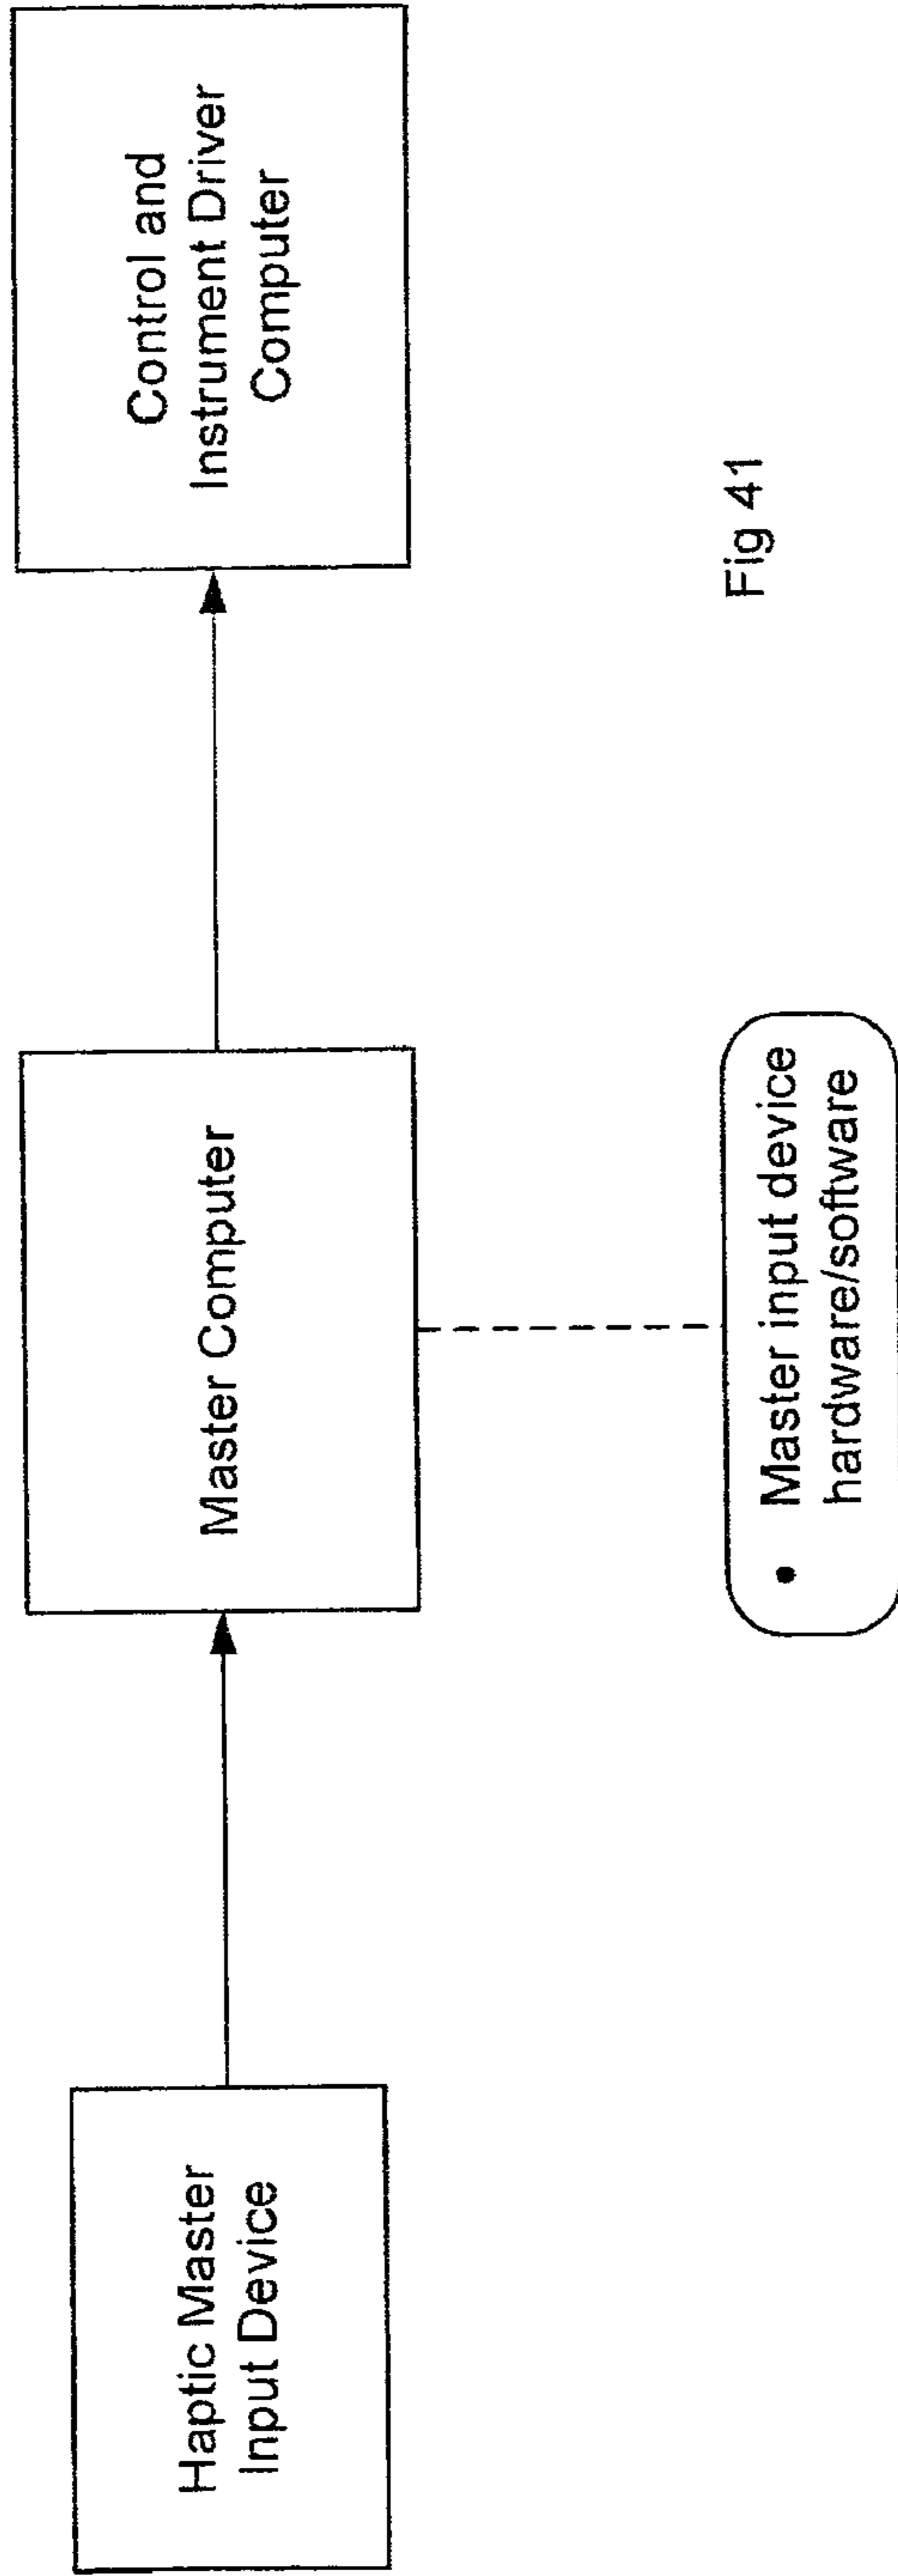 Haptic Master
Input Device
Master Computer
Control and
Instrument Driver
Computer
• Master input device
hardware/software
Fig 41